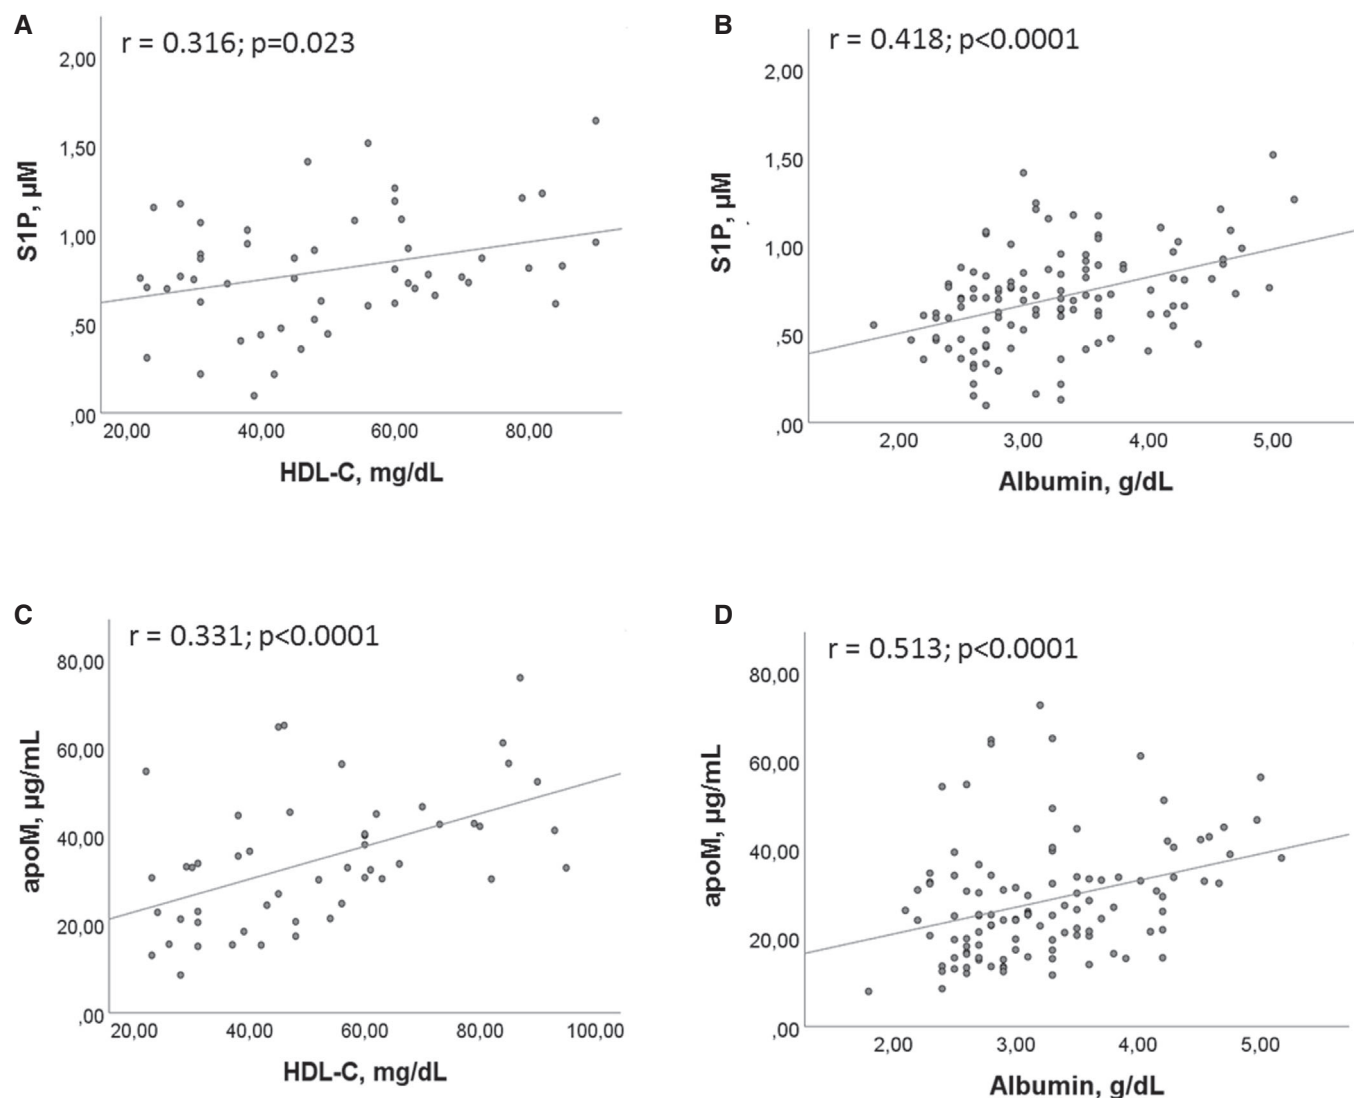 A
r = 0.316; p=0.023
2,00
1,50
1,00
,50
,00
S1P, µM
20,00 40,00 60,00 80,00
HDL-C, mg/dL
B
r = 0.418; p<0.0001
2,00
1,50
1,00
,50
,00
S1P, µM
2,00 3,00 4,00 5,00
Albumin, g/dL
C
r = 0.331; p<0.0001
80,00
60,00
40,00
20,00
,00
apoM, µg/mL
20,00 40,00 60,00 80,00 100,00
HDL-C, mg/dL
D
r = 0.513; p<0.0001
80,00
60,00
40,00
20,00
,00
apoM, µg/mL
2,00 3,00 4,00 5,00
Albumin, g/dL